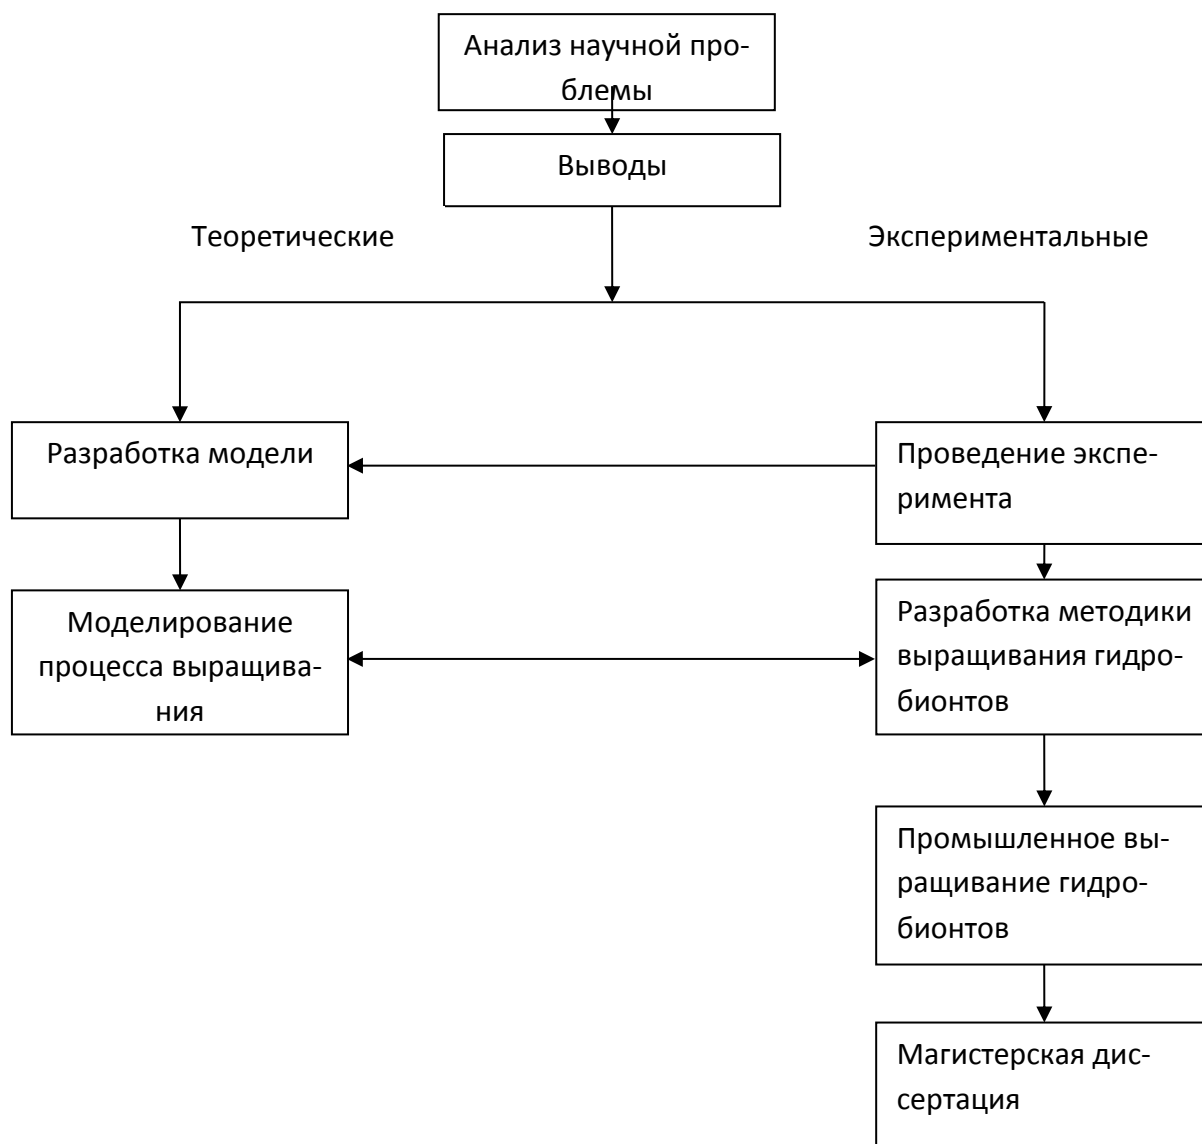 Анализ научной про-
блемы
Выводы
Теоретические
Экспериментальные
Разработка модели
Проведение экспе-
римента
Моделирование
процесса выращива-
ния
Разработка методики
выращивания гидро-
бионтов
Промышленное вы-
ращивание гидро-
бионтов
Магистерская дис-
сертация